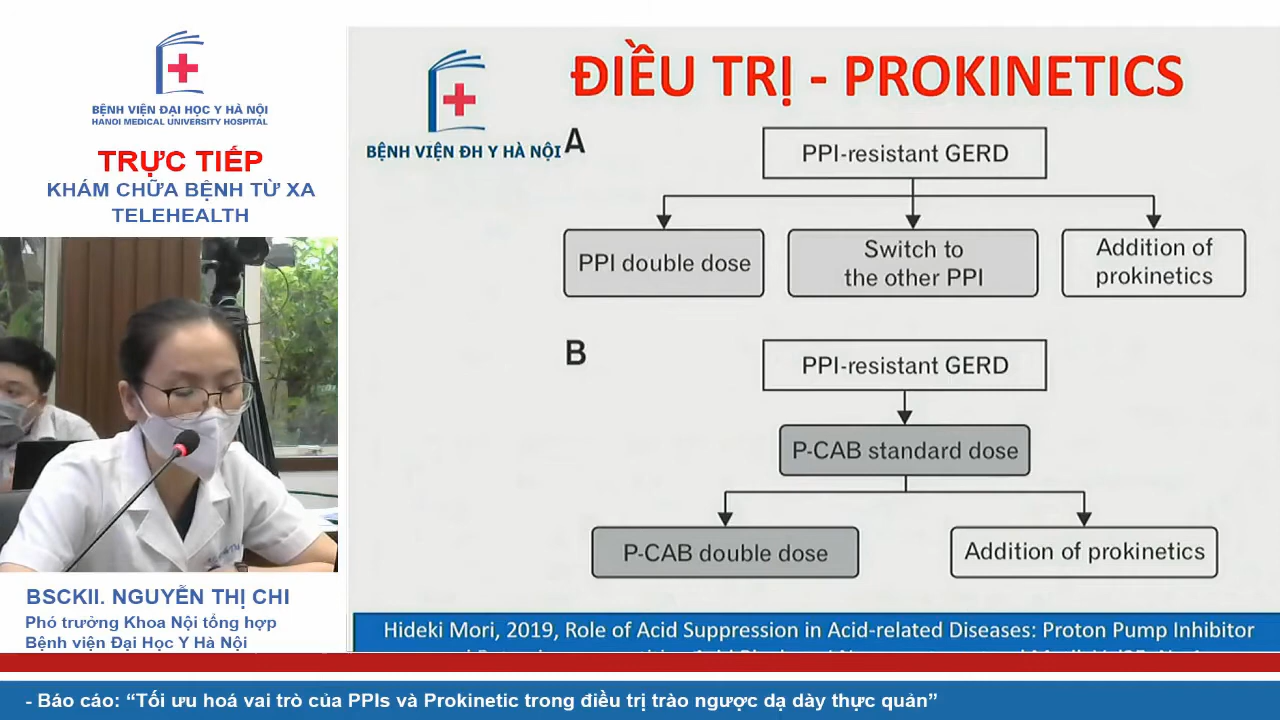 BỆNH VIỆN ĐẠI HỌC Y HÀ NỘI
HANOI MEDICAL UNIVERSITY HOSPITAL
TRỰC TIẾP
KHÁM CHỮA BỆNH TỪ XA
TELEHEALTH
BSCKII. NGUYỄN THỊ CHI
Phó trưởng Khoa Nội tổng hợp
Bệnh viện Đại Học Y Hà Nội
BỆNH VIỆN ĐH Y HÀ NỘI
ĐIỀU TRỊ - PROKINETICS
A
PPI-resistant GERD
PPI double dose
Switch to
the other PPI
Addition of
prokinetics
B
PPI-resistant GERD
P-CAB standard dose
P-CAB double dose
Addition of prokinetics
Hideki Mori, 2019, Role of Acid Suppression in Acid-related Diseases: Proton Pump Inhibitor
- Báo cáo: “Tối ưu hoá vai trò của PPIs và Prokinetic trong điều trị trào ngược dạ dày thực quản”